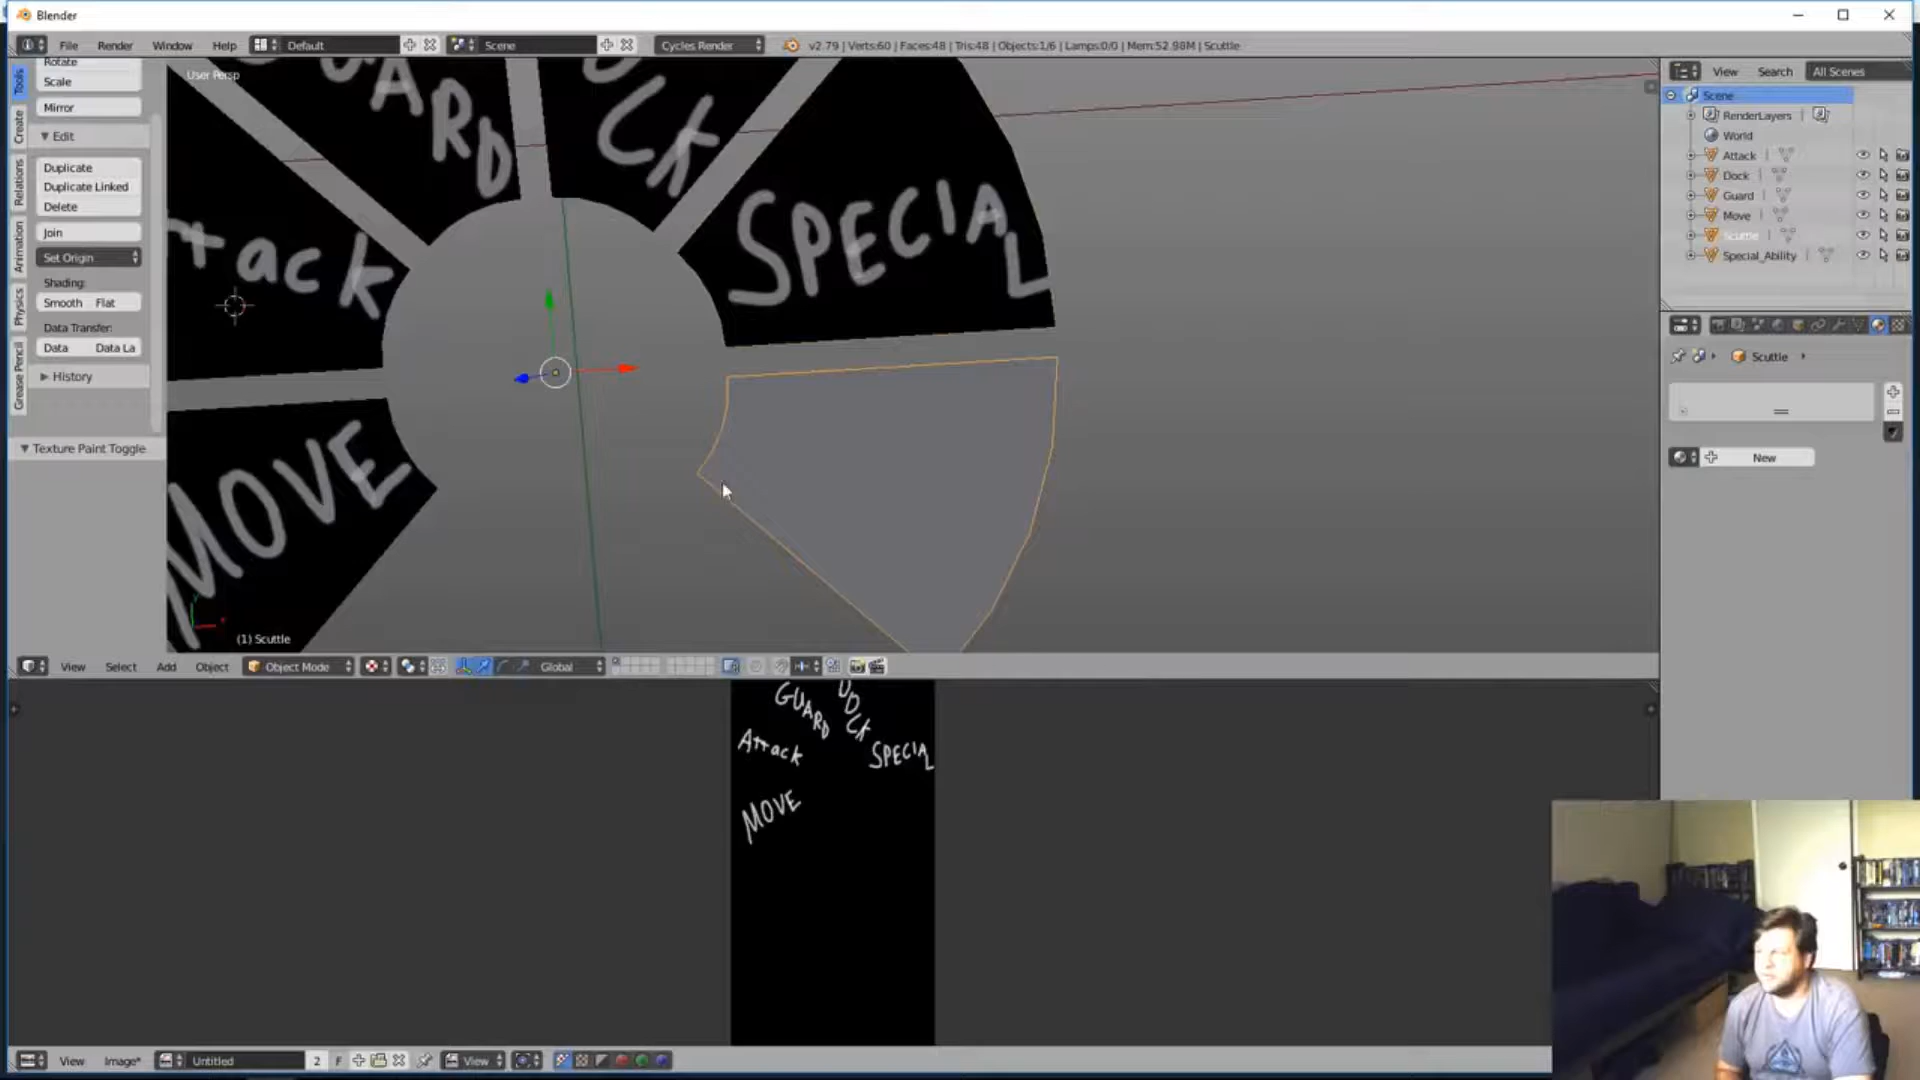 Blender
File Render Window Help Default Scene Cycles Render v2.79 | Verts:60 | Faces:48 | Tris:48 | Objects:1/6 | Lamps:0/0 | Mem:52.98M | Scuttle
View Search All Scenes
Rotate
Scale
Mirror
Edit
Duplicate
Duplicate Linked
Delete
Join
Set Origin
Shading:
Smooth Flat
Data Transfer:
Data Data La
History
Texture Paint Toggle
Tools
Create
Relations
Animation
Physics
Grease Pencil
User Persp
GUARD
SPECIAL
MOVE
(1) Scuttle
Scene
RenderLayers
World
Attack
Dock
Guard
Move
Scuttle
Special_Ability
Scuttle
New
View Select Add Object Object Mode Global
GUARD
Attack
SPECIAL
MOVE
View Image* Untitled 2 F View